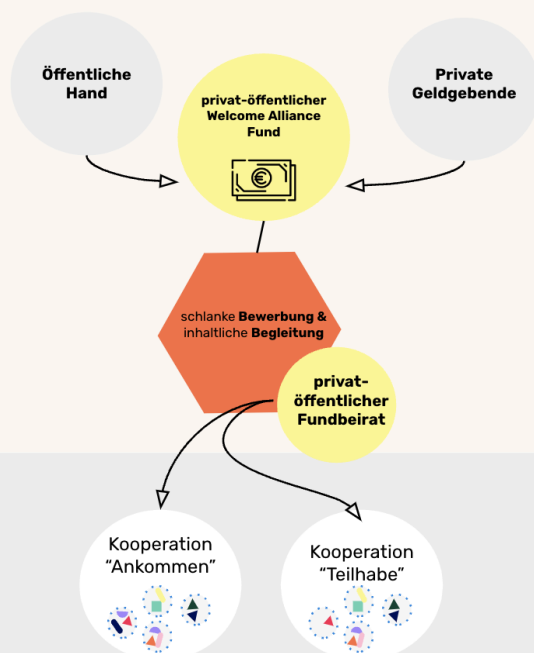 Öffentliche
Hand
privat-öffentlicher
Welcome Alliance
Fund
Private
Geldgebende
schlanke Bewerbung &
inhaltliche Begleitung
privat-
öffentlicher
Fundbeirat
Kooperation
“Ankommen”
Kooperation
“Teilhabe”